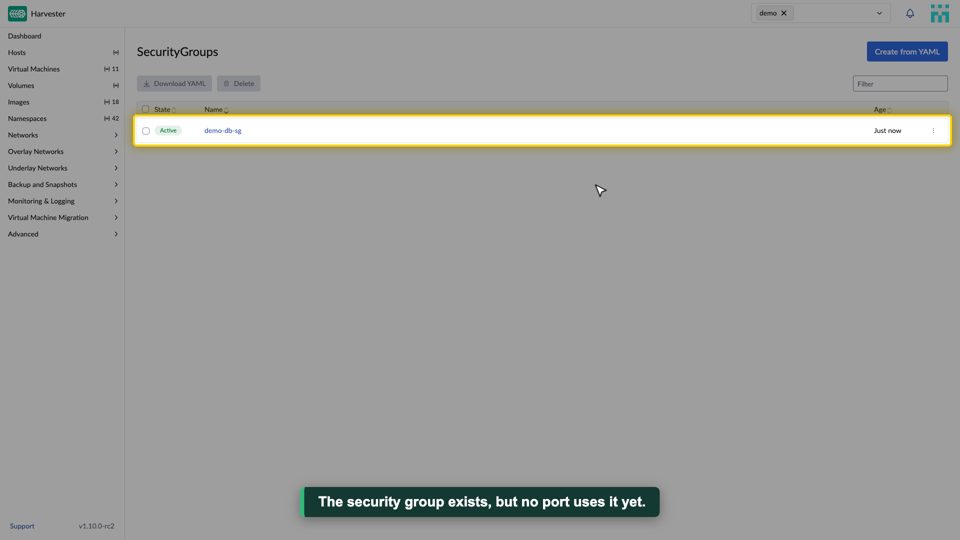 Harvester
demo
Dashboard
Hosts
Virtual Machines 11
Volumes
Images 18
Namespaces 42
Networks
Overlay Networks
Underlay Networks
Backup and Snapshots
Monitoring & Logging
Virtual Machine Migration
Advanced
Support v1.10.0-rc2
SecurityGroups
Create from YAML
Download YAML Delete
Filter
State Name Age
Active demo-db-sg Just now
The security group exists, but no port uses it yet.